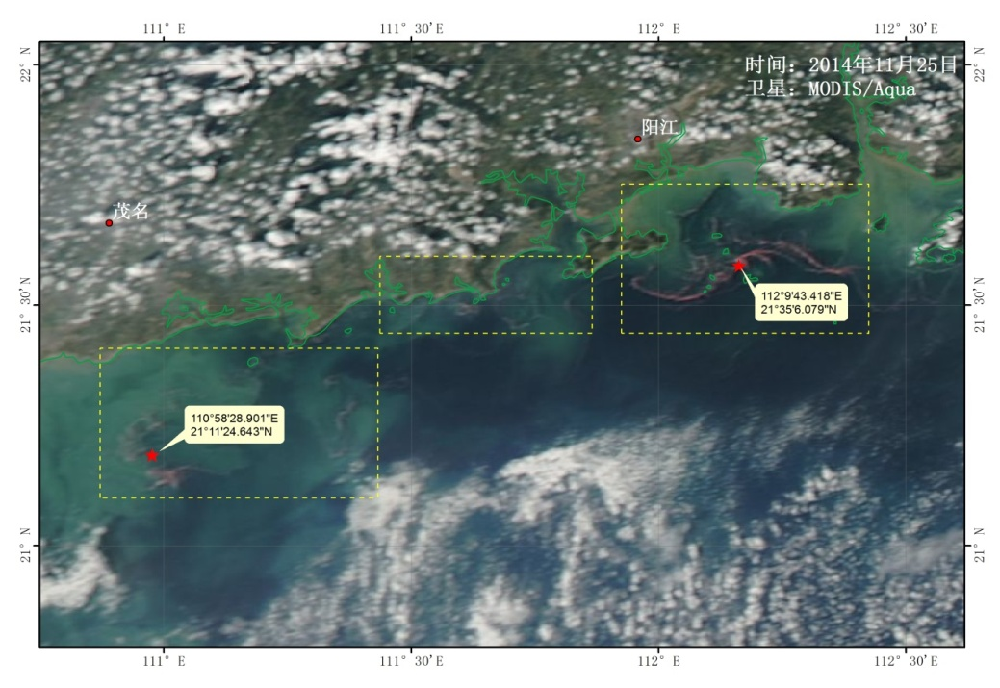 111° E
111° 30'E
112° E
112° 30'E
22° N
22° N
时间：2014年11月25日
卫星：MODIS/Aqua
阳江
茂名
21° 30'N
21° 30'N
112°9'43.418"E
21°35'6.079"N
110°58'28.901"E
21°11'24.643"N
21° N
21° N
111° E
111° 30'E
112° E
112° 30'E